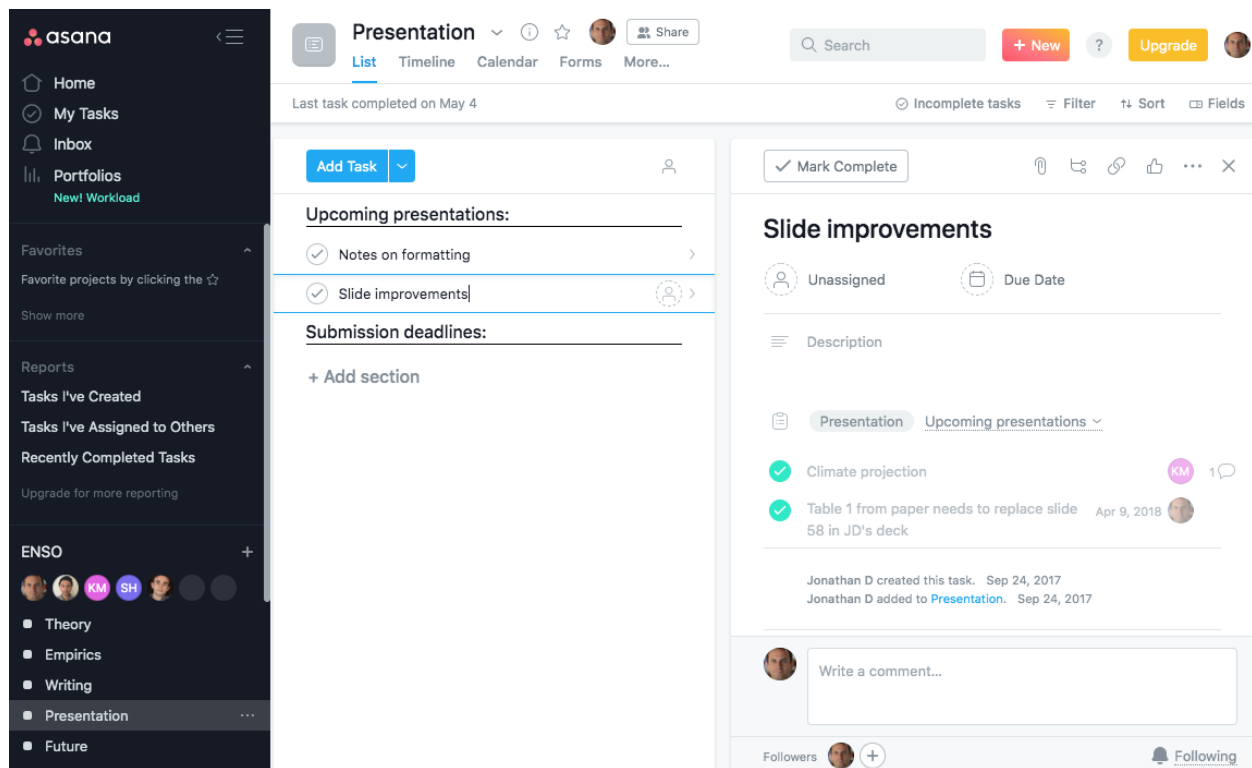 asana
Home
My Tasks
Inbox
Portfolios
New! Workload
Favorites
Favorite projects by clicking the
Show more
Reports
Tasks I've Created
Tasks I've Assigned to Others
Recently Completed Tasks
Upgrade for more reporting
ENSO
KM SH
Theory
Empirics
Writing
Presentation
Future
Presentation
Share
List Timeline Calendar Forms More...
Search
+ New
?
Upgrade
Last task completed on May 4
Incomplete tasks Filter Sort Fields
Add Task
Upcoming presentations:
Notes on formatting
Slide improvements
Submission deadlines:
+ Add section
Mark Complete
Slide improvements
Unassigned Due Date
Description
Presentation Upcoming presentations
Climate projection KM 1
Table 1 from paper needs to replace slide Apr 9, 2018
58 in JD's deck
Jonathan D created this task. Sep 24, 2017
Jonathan D added to Presentation. Sep 24, 2017
Write a comment...
Followers + Following